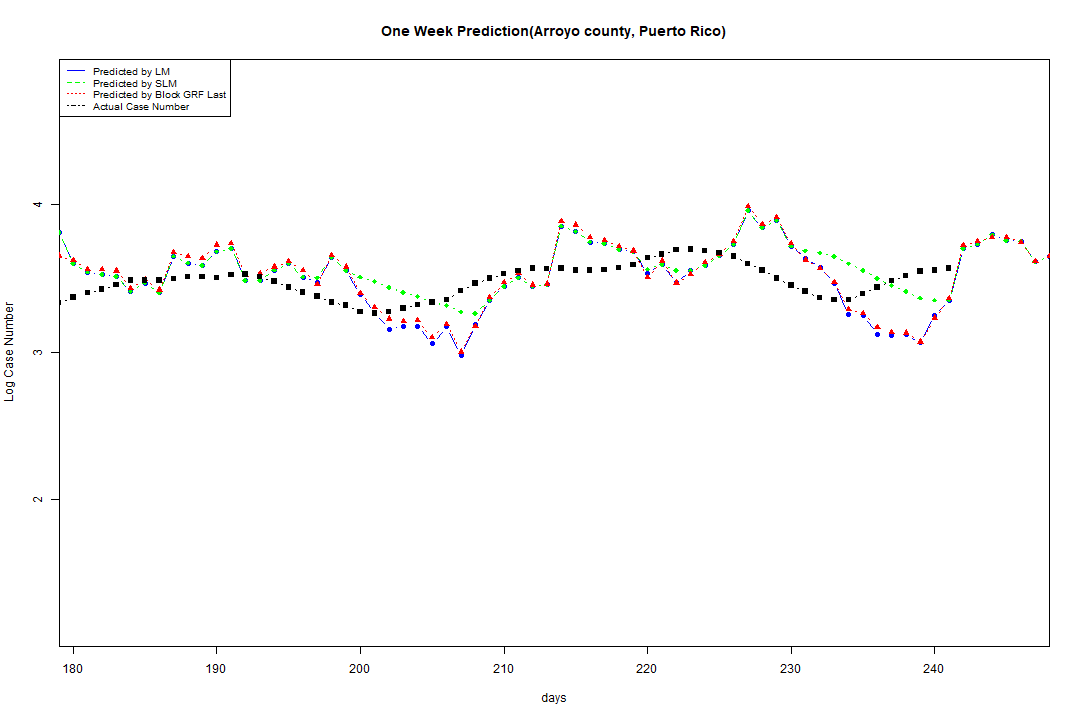 One Week Prediction(Arroyo county, Puerto Rico)
Predicted by LM
Predicted by SLM
Predicted by Block GRF Last
Actual Case Number
4
3
2
Log Case Number
180 190 200 210 220 230 240
days